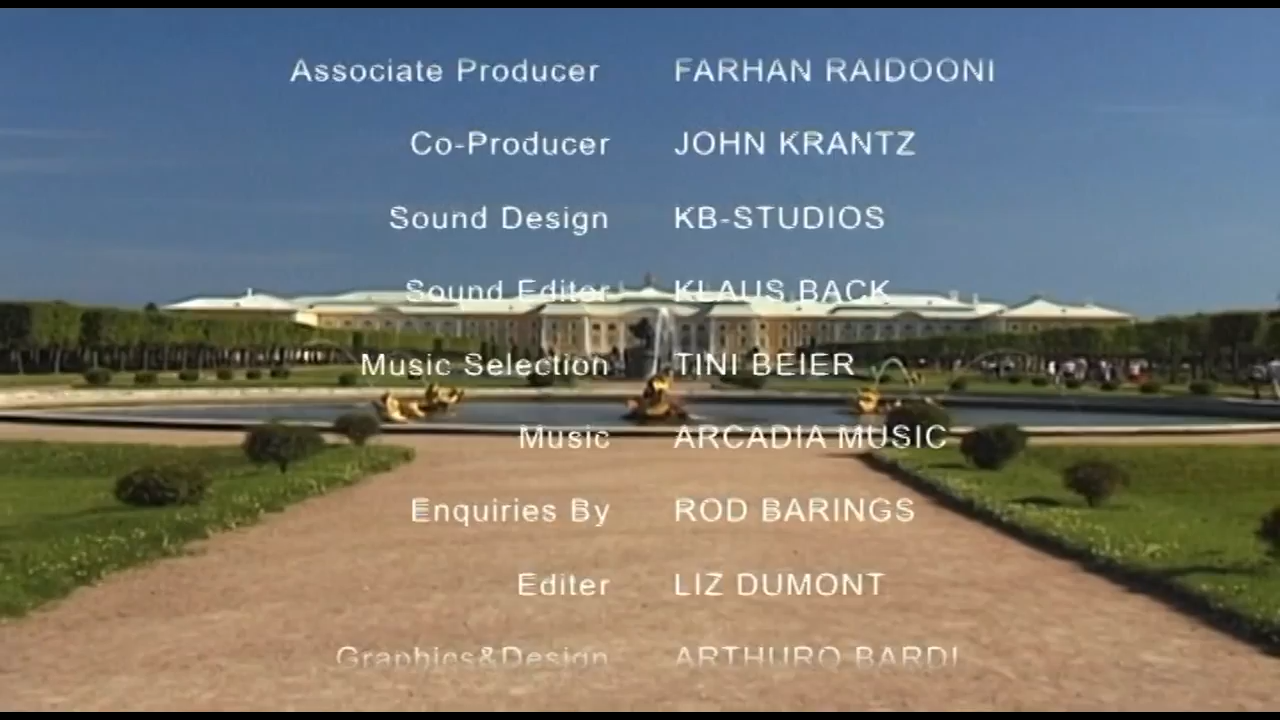 Associate Producer FARHAN RAIDOONI
Co-Producer JOHN KRANTZ
Sound Design KB-STUDIOS
Sound Editer KLAUS BACK
Music Selection TINI BEIER
Music ARCADIA MUSIC
Enquiries By ROD BARINGS
Editer LIZ DUMONT
Graphics&Design ARTHURO BARDI